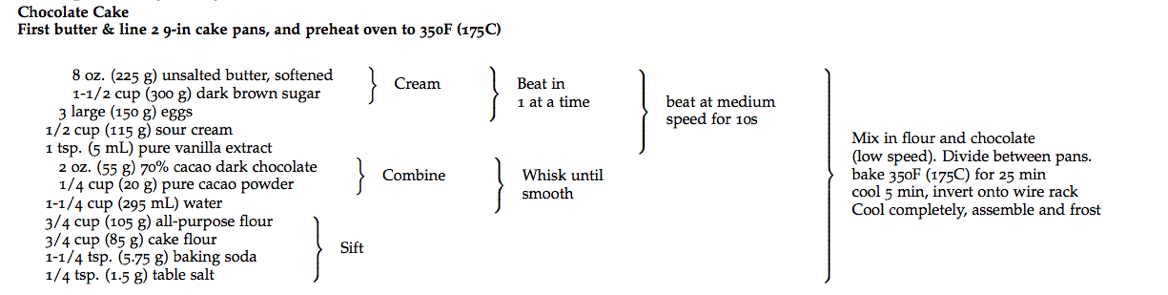 Chocolate Cake
First butter & line 2 9-in cake pans, and preheat oven to 350F (175C)
8 oz. (225 g) unsalted butter, softened
1-1/2 cup (300 g) dark brown sugar
3 large (150 g) eggs
1/2 cup (115 g) sour cream
1 tsp. (5 mL) pure vanilla extract
2 oz. (55 g) 70% cacao dark chocolate
1/4 cup (20 g) pure cacao powder
1-1/4 cup (295 mL) water
3/4 cup (105 g) all-purpose flour
3/4 cup (85 g) cake flour
1-1/4 tsp. (5.75 g) baking soda
1/4 tsp. (1.5 g) table salt
Cream
Combine
Sift
Beat in
1 at a time
Whisk until
smooth
beat at medium
speed for 10s
Mix in flour and chocolate
(low speed). Divide between pans.
bake 350F (175C) for 25 min
cool 5 min, invert onto wire rack
Cool completely, assemble and frost